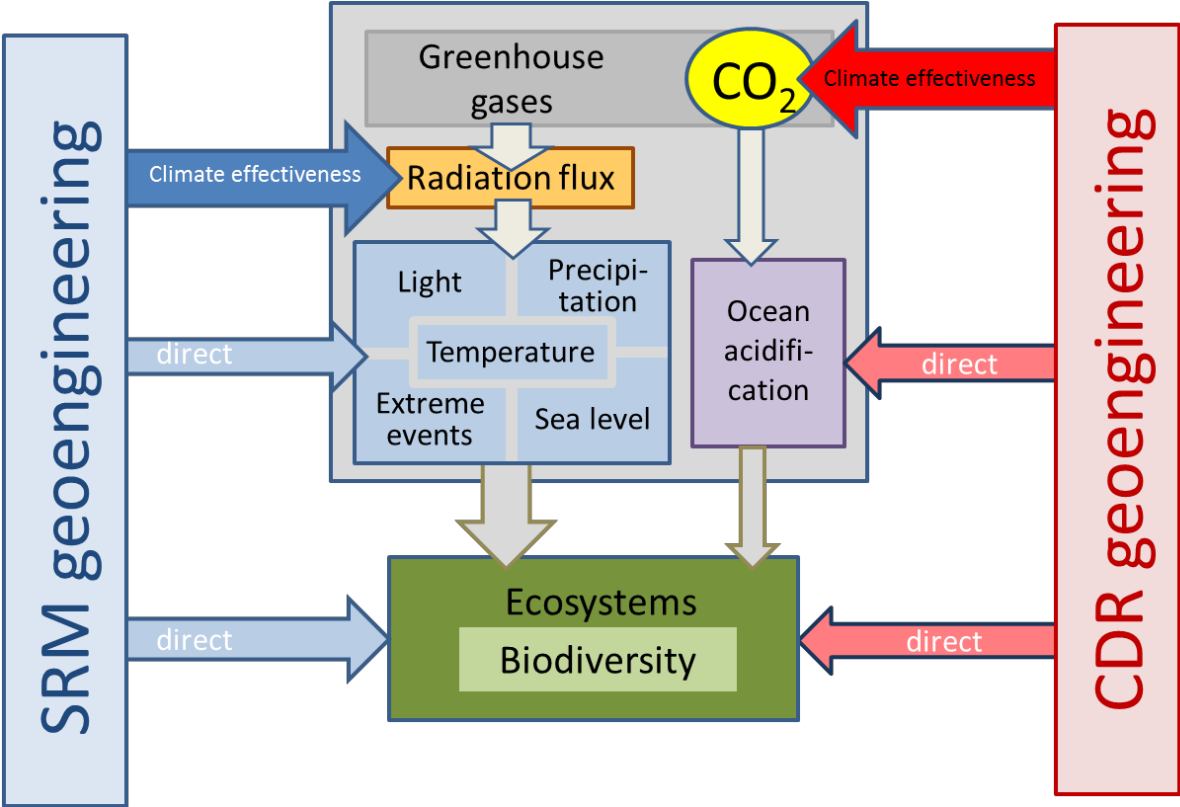 SRM geoengineering
Greenhouse
gases
CO₂
Climate effectiveness
Climate effectiveness
Radiation flux
Light
Precipi-
tation
Temperature
Extreme
events
Sea level
Ocean
acidifi-
cation
direct
direct
Ecosystems
Biodiversity
direct
direct
CDR geoengineering